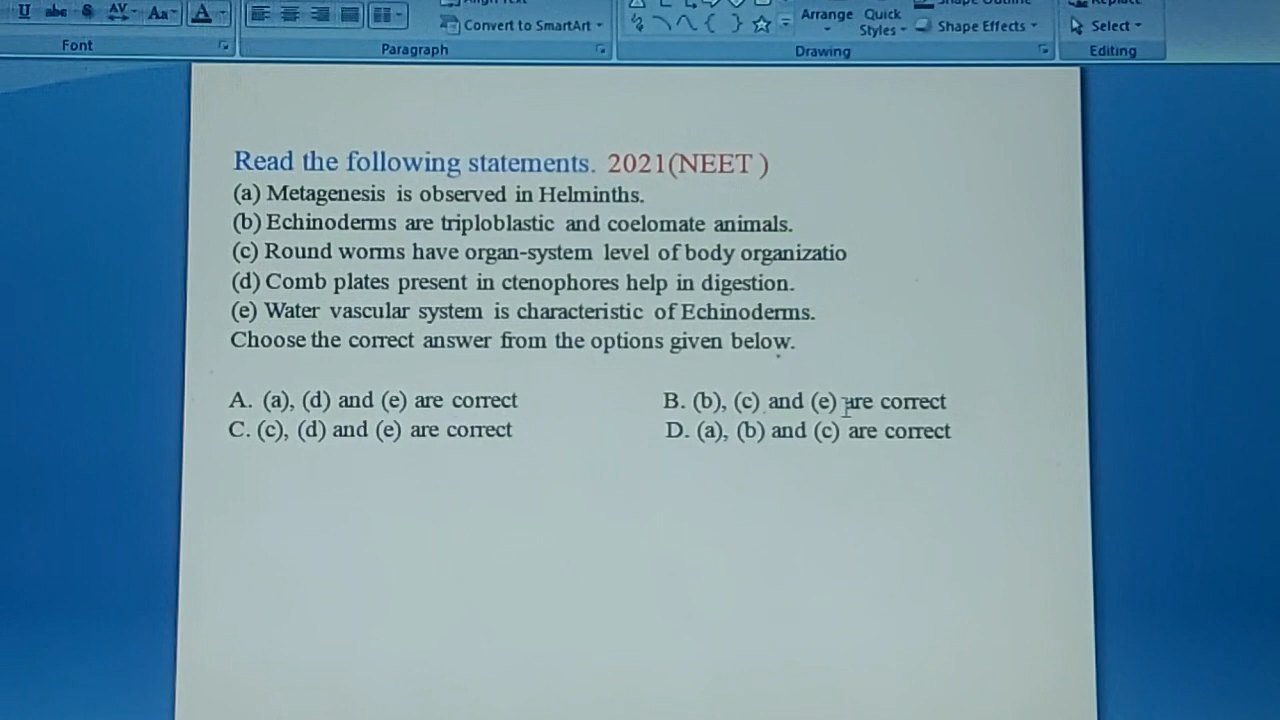 U abc S AV Aa A
Convert to SmartArt
Arrange Quick Styles
Shape Effects
Select
Font
Paragraph
Drawing
Editing
Read the following statements. 2021(NEET )
(a) Metagenesis is observed in Helminths.
(b) Echinoderms are triploblastic and coelomate animals.
(c) Round worms have organ-system level of body organizatio
(d) Comb plates present in ctenophores help in digestion.
(e) Water vascular system is characteristic of Echinoderms.
Choose the correct answer from the options given below.
A. (a), (d) and (e) are correct
B. (b), (c) and (e) are correct
C. (c), (d) and (e) are correct
D. (a), (b) and (c) are correct